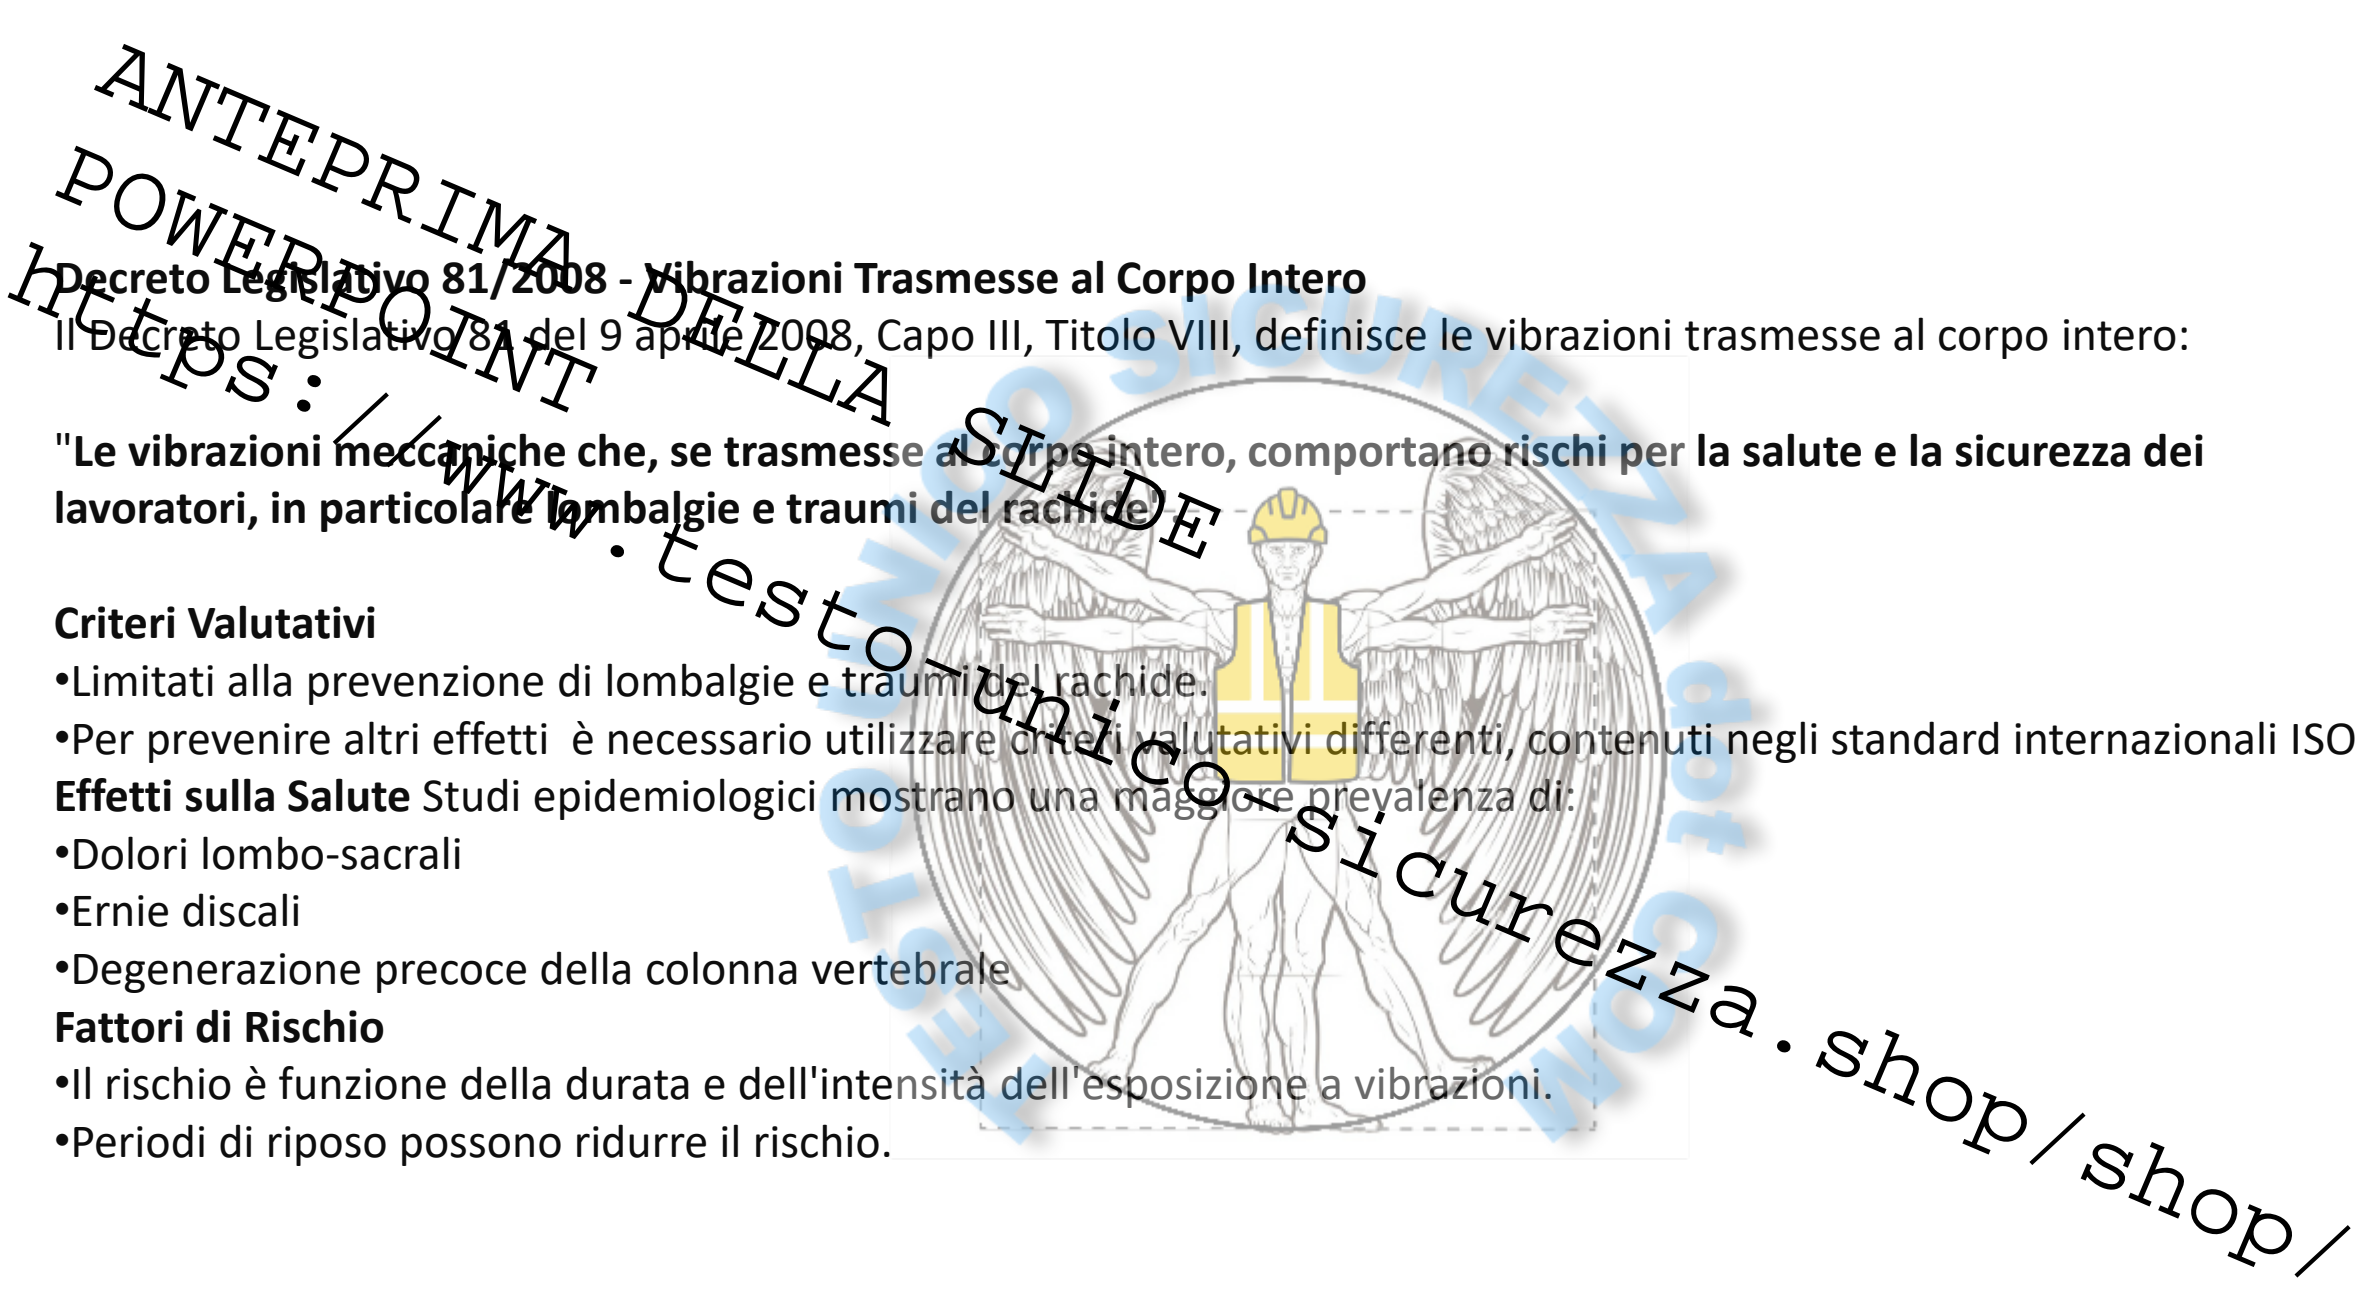 ANTEPRIMA DELLA SLIDE
POWERPOINT
https://www.testo-unico-sicurezza.shop/shop/
Decreto Legislativo 81/2008 - Vibrazioni Trasmesse al Corpo Intero
Il Decreto Legislativo 81 del 9 aprile 2008, Capo III, Titolo VIII, definisce le vibrazioni trasmesse al corpo intero:
"Le vibrazioni meccaniche che, se trasmesse al corpo intero, comportano rischi per la salute e la sicurezza dei
lavoratori, in particolare lombalgie e traumi del rachide".
Criteri Valutativi
•Limitati alla prevenzione di lombalgie e traumi del rachide.
•Per prevenire altri effetti  è necessario utilizzare criteri valutativi differenti, contenuti negli standard internazionali ISO
Effetti sulla Salute Studi epidemiologici mostrano una maggiore prevalenza di:
•Dolori lombo-sacrali
•Ernie discali
•Degenerazione precoce della colonna vertebrale
Fattori di Rischio
•Il rischio è funzione della durata e dell'intensità dell'esposizione a vibrazioni.
•Periodi di riposo possono ridurre il rischio.
TESTO UNICO SICUREZZA dot COM